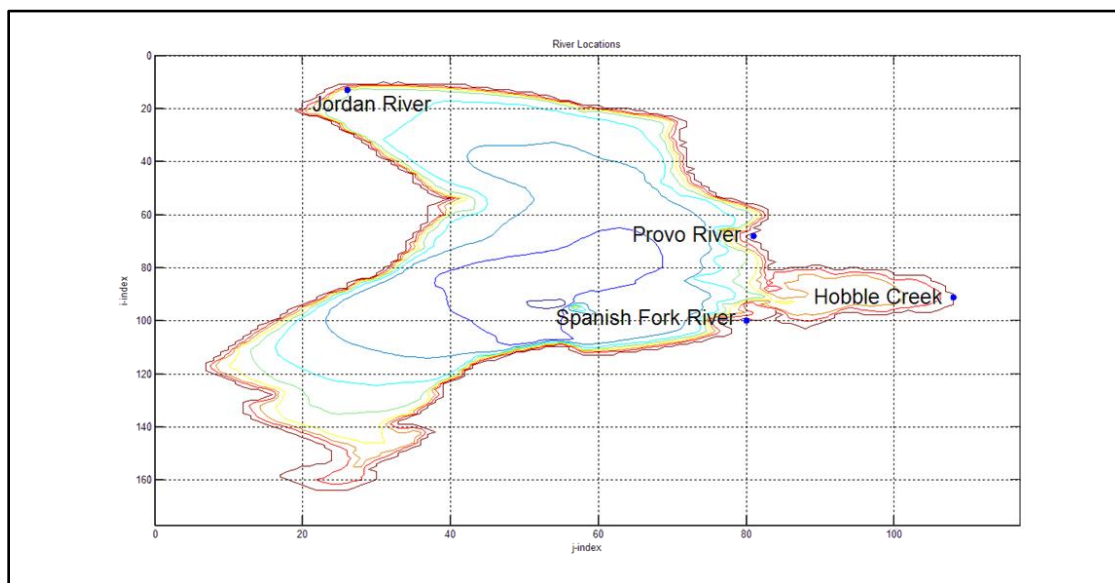 River Locations
0
20
40
60
80
100
120
140
160
i-index
Jordan River
Provo River
Hobble Creek
Spanish Fork River
0 20 40 60 80 100
j-index